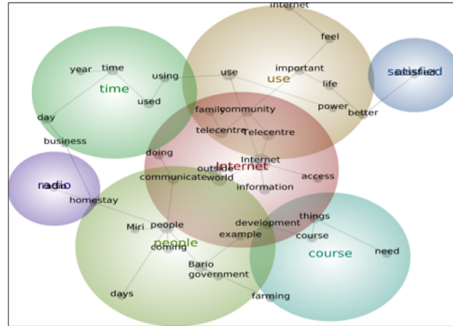 internet
feel
year
time
time
using
use
use
important
satisfied
satisfied
life
used
power
better
day
family
community
telecentre
Telecentre
business
doing
Internet
outside
Internet
communicate
world
access
radio
radio
information
homestay
things
Miri
people
development
example
course
people
coming
course
need
Bario
government
days
farming